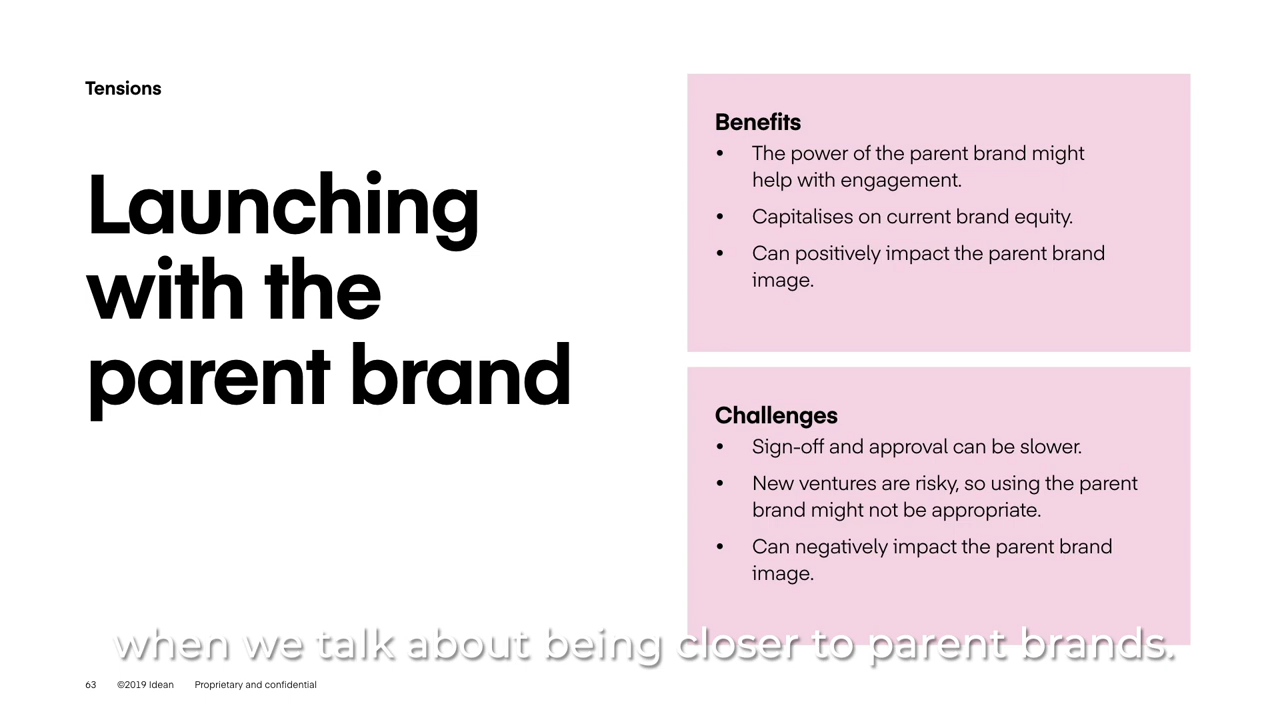 Tensions
Launching
with the
parent brand
Benefits
• The power of the parent brand might
help with engagement.
• Capitalises on current brand equity.
• Can positively impact the parent brand
image.
Challenges
• Sign-off and approval can be slower.
• New ventures are risky, so using the parent
brand might not be appropriate.
• Can negatively impact the parent brand
image.
when we talk about being closer to parent brands.
63 ©2019 Idean Proprietary and confidential